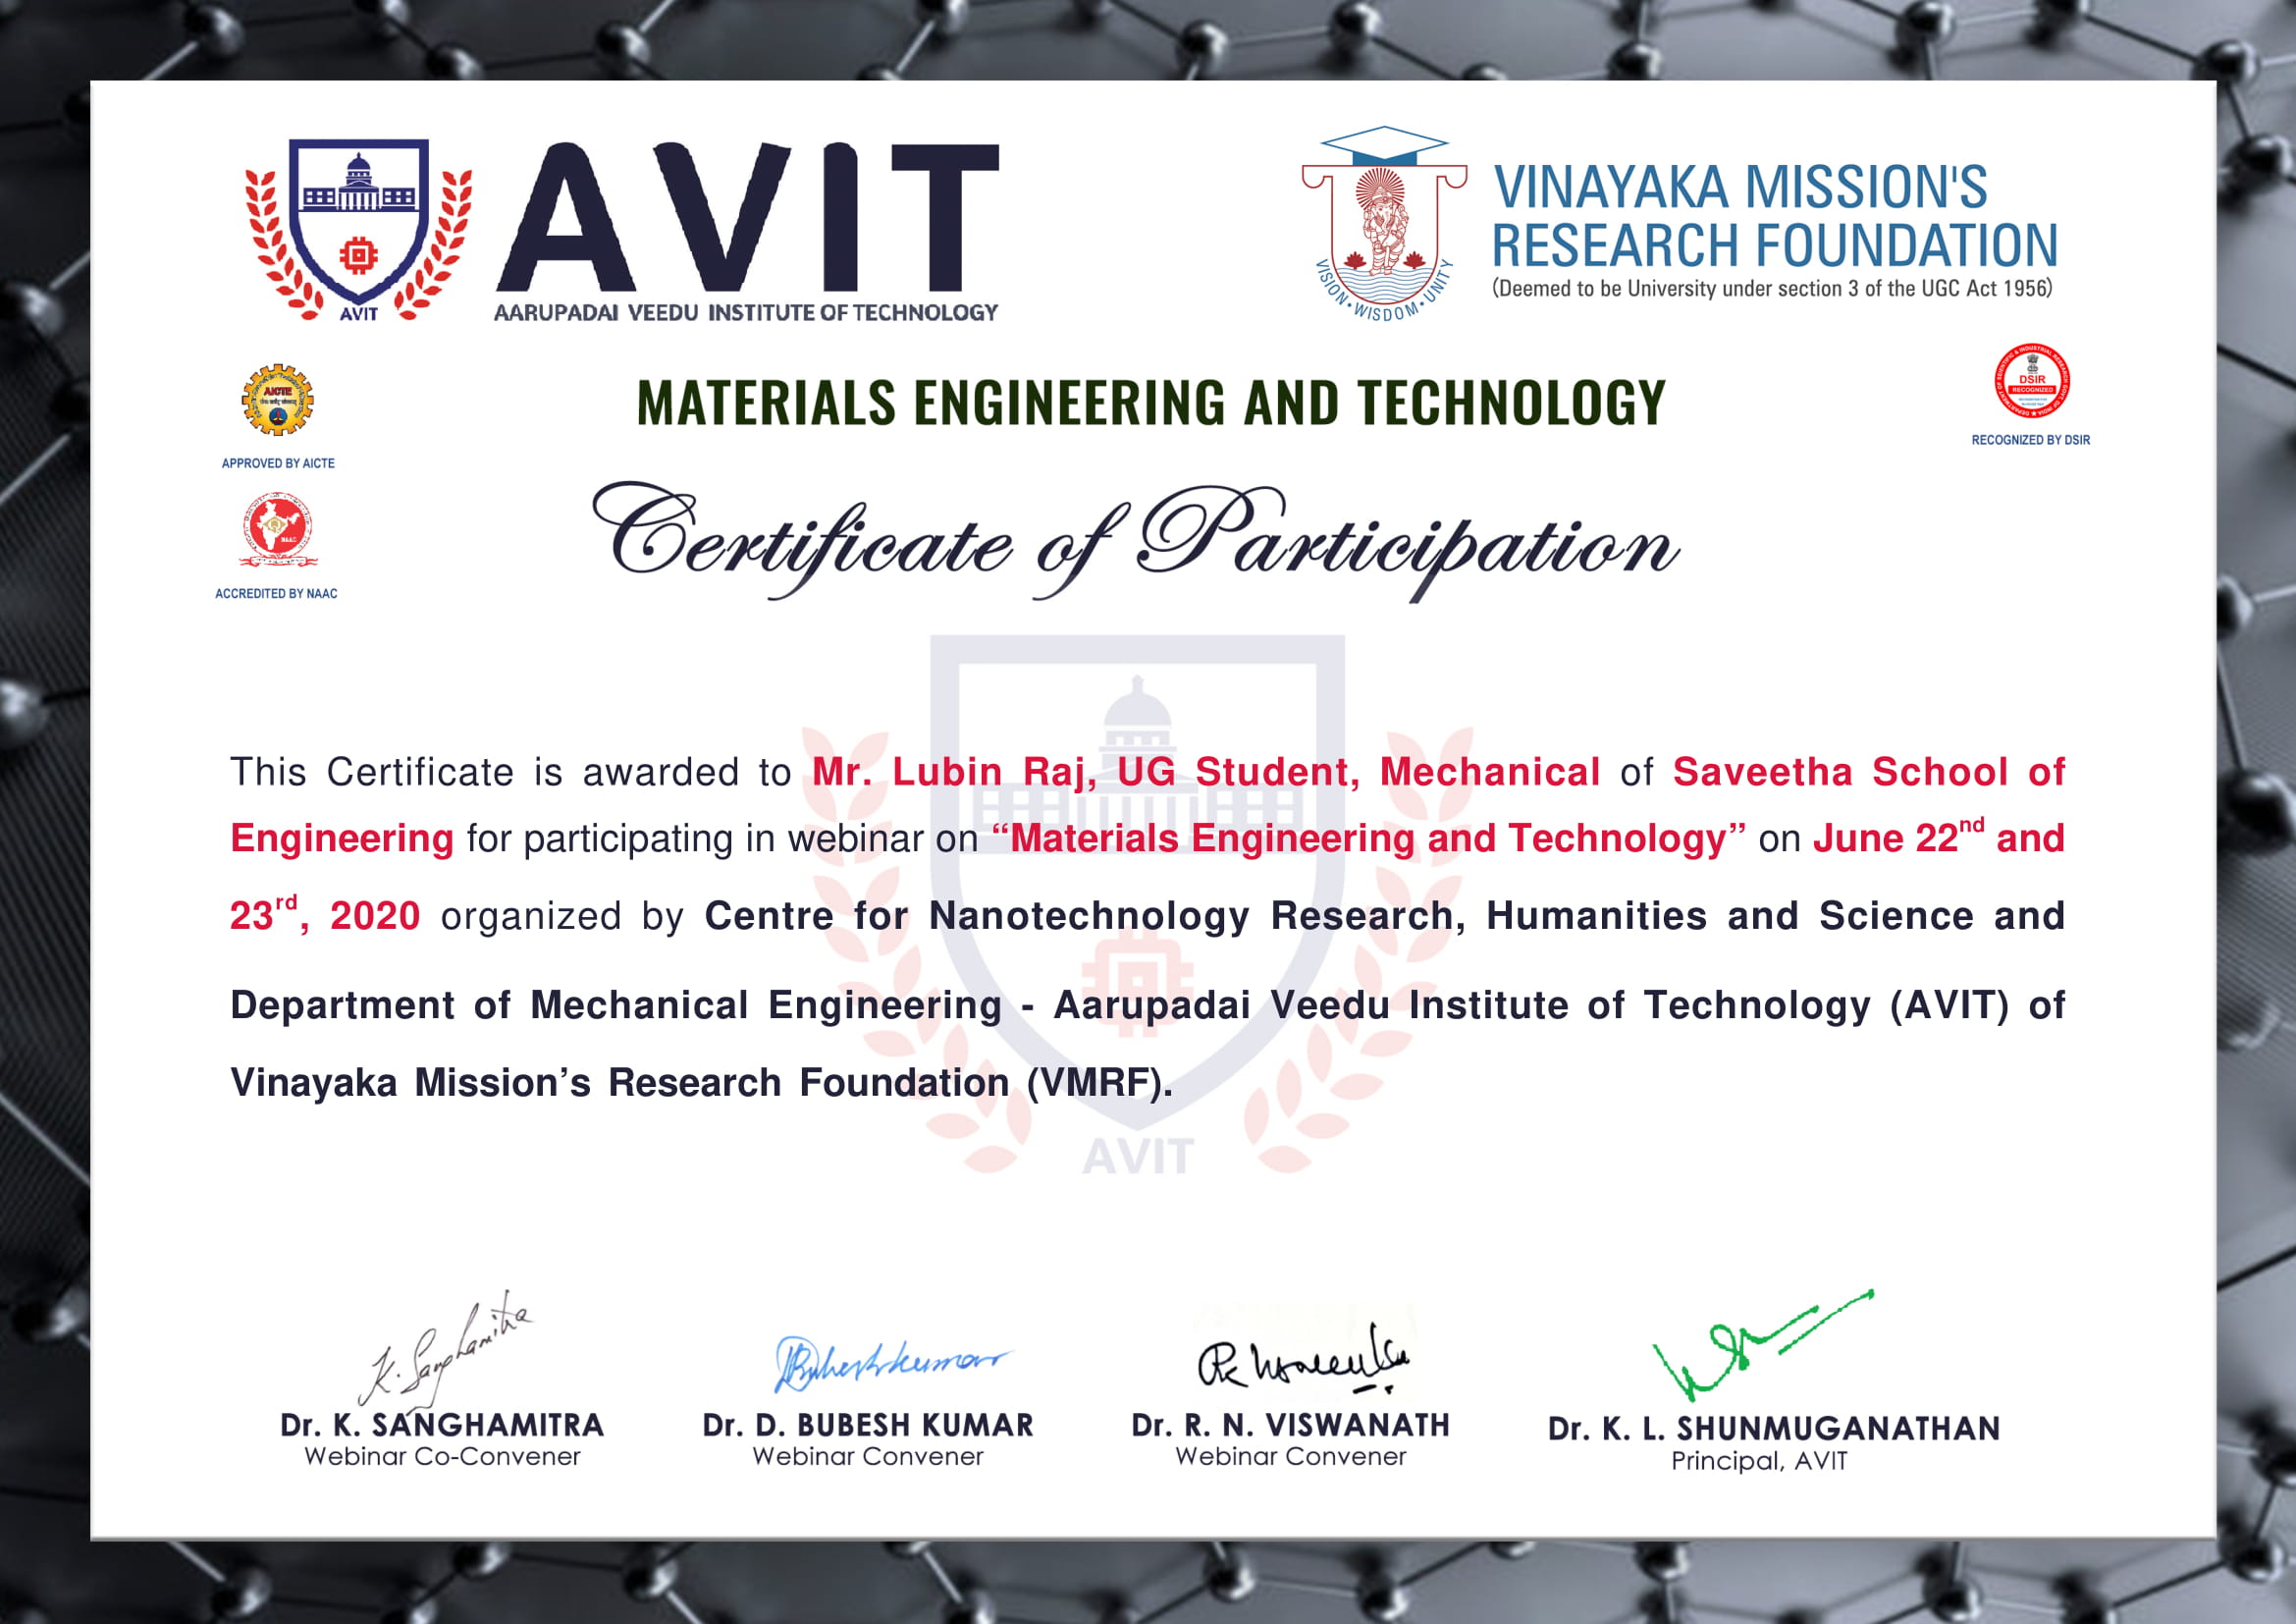 AVIT
AVIT
AARUPADAI VEEDU INSTITUTE OF TECHNOLOGY
VISION • WISDOM • UNITY
VINAYAKA MISSION'S
RESEARCH FOUNDATION
(Deemed to be University under section 3 of the UGC Act 1956)
AICTE
APPROVED BY AICTE
MATERIALS ENGINEERING AND TECHNOLOGY
DSIR
RECOGNIZED
RECOGNIZED BY DSIR
Certificate of Participation
NAAC
ACCREDITED BY NAAC
This Certificate is awarded to Mr. Lubin Raj, UG Student, Mechanical of Saveetha School of
Engineering for participating in webinar on “Materials Engineering and Technology” on June 22nd and
23rd, 2020 organized by Centre for Nanotechnology Research, Humanities and Science and
Department of Mechanical Engineering - Aarupadai Veedu Institute of Technology (AVIT) of
Vinayaka Mission’s Research Foundation (VMRF).
AVIT
K. Sanghamitra
Dr. K. SANGHAMITRA
Webinar Co-Convener
Dr. D. BUBESH KUMAR
Webinar Convener
Dr. R. N. VISWANATH
Webinar Convener
Dr. K. L. SHUNMUGANATHAN
Principal, AVIT